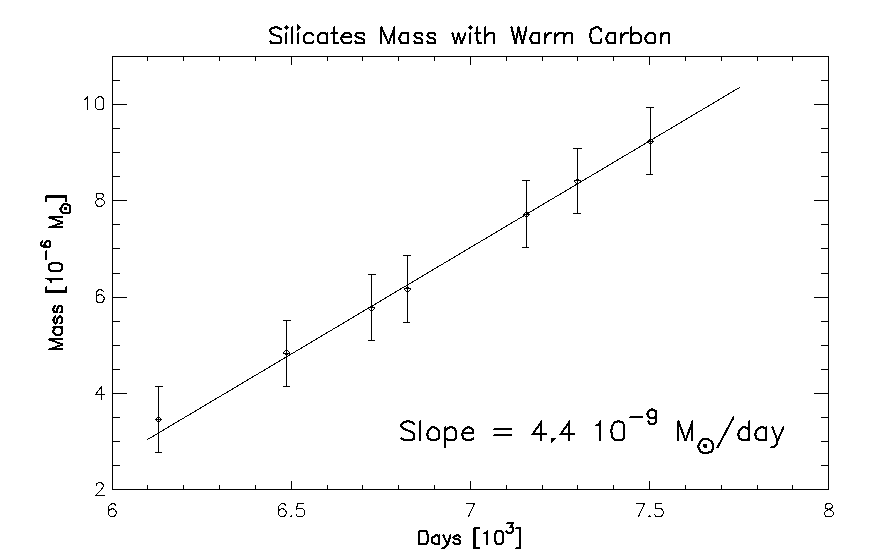 Silicates Mass with Warm Carbon
10
8
6
4
2
Mass [10⁻⁶ M☉]
Slope = 4.4 10⁻⁹ M☉/day
6 6.5 7 7.5 8
Days [10³]